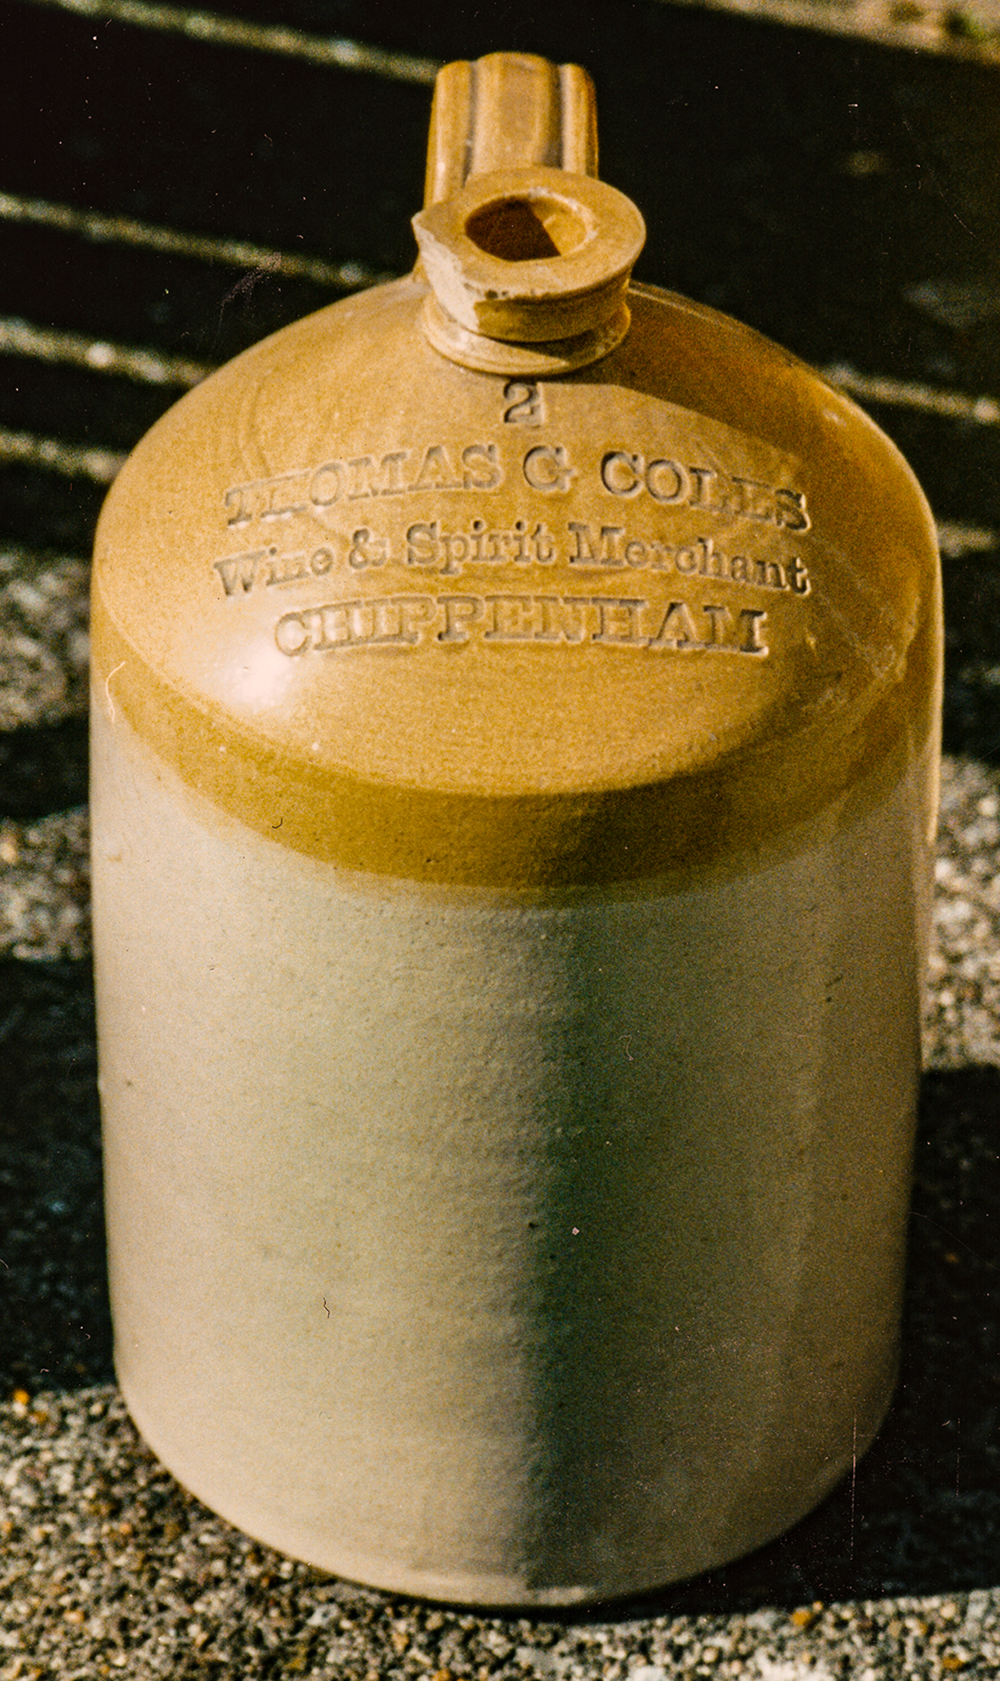 2
THOMAS G COLES
Wine & Spirit Merchant
CHIPPENHAM